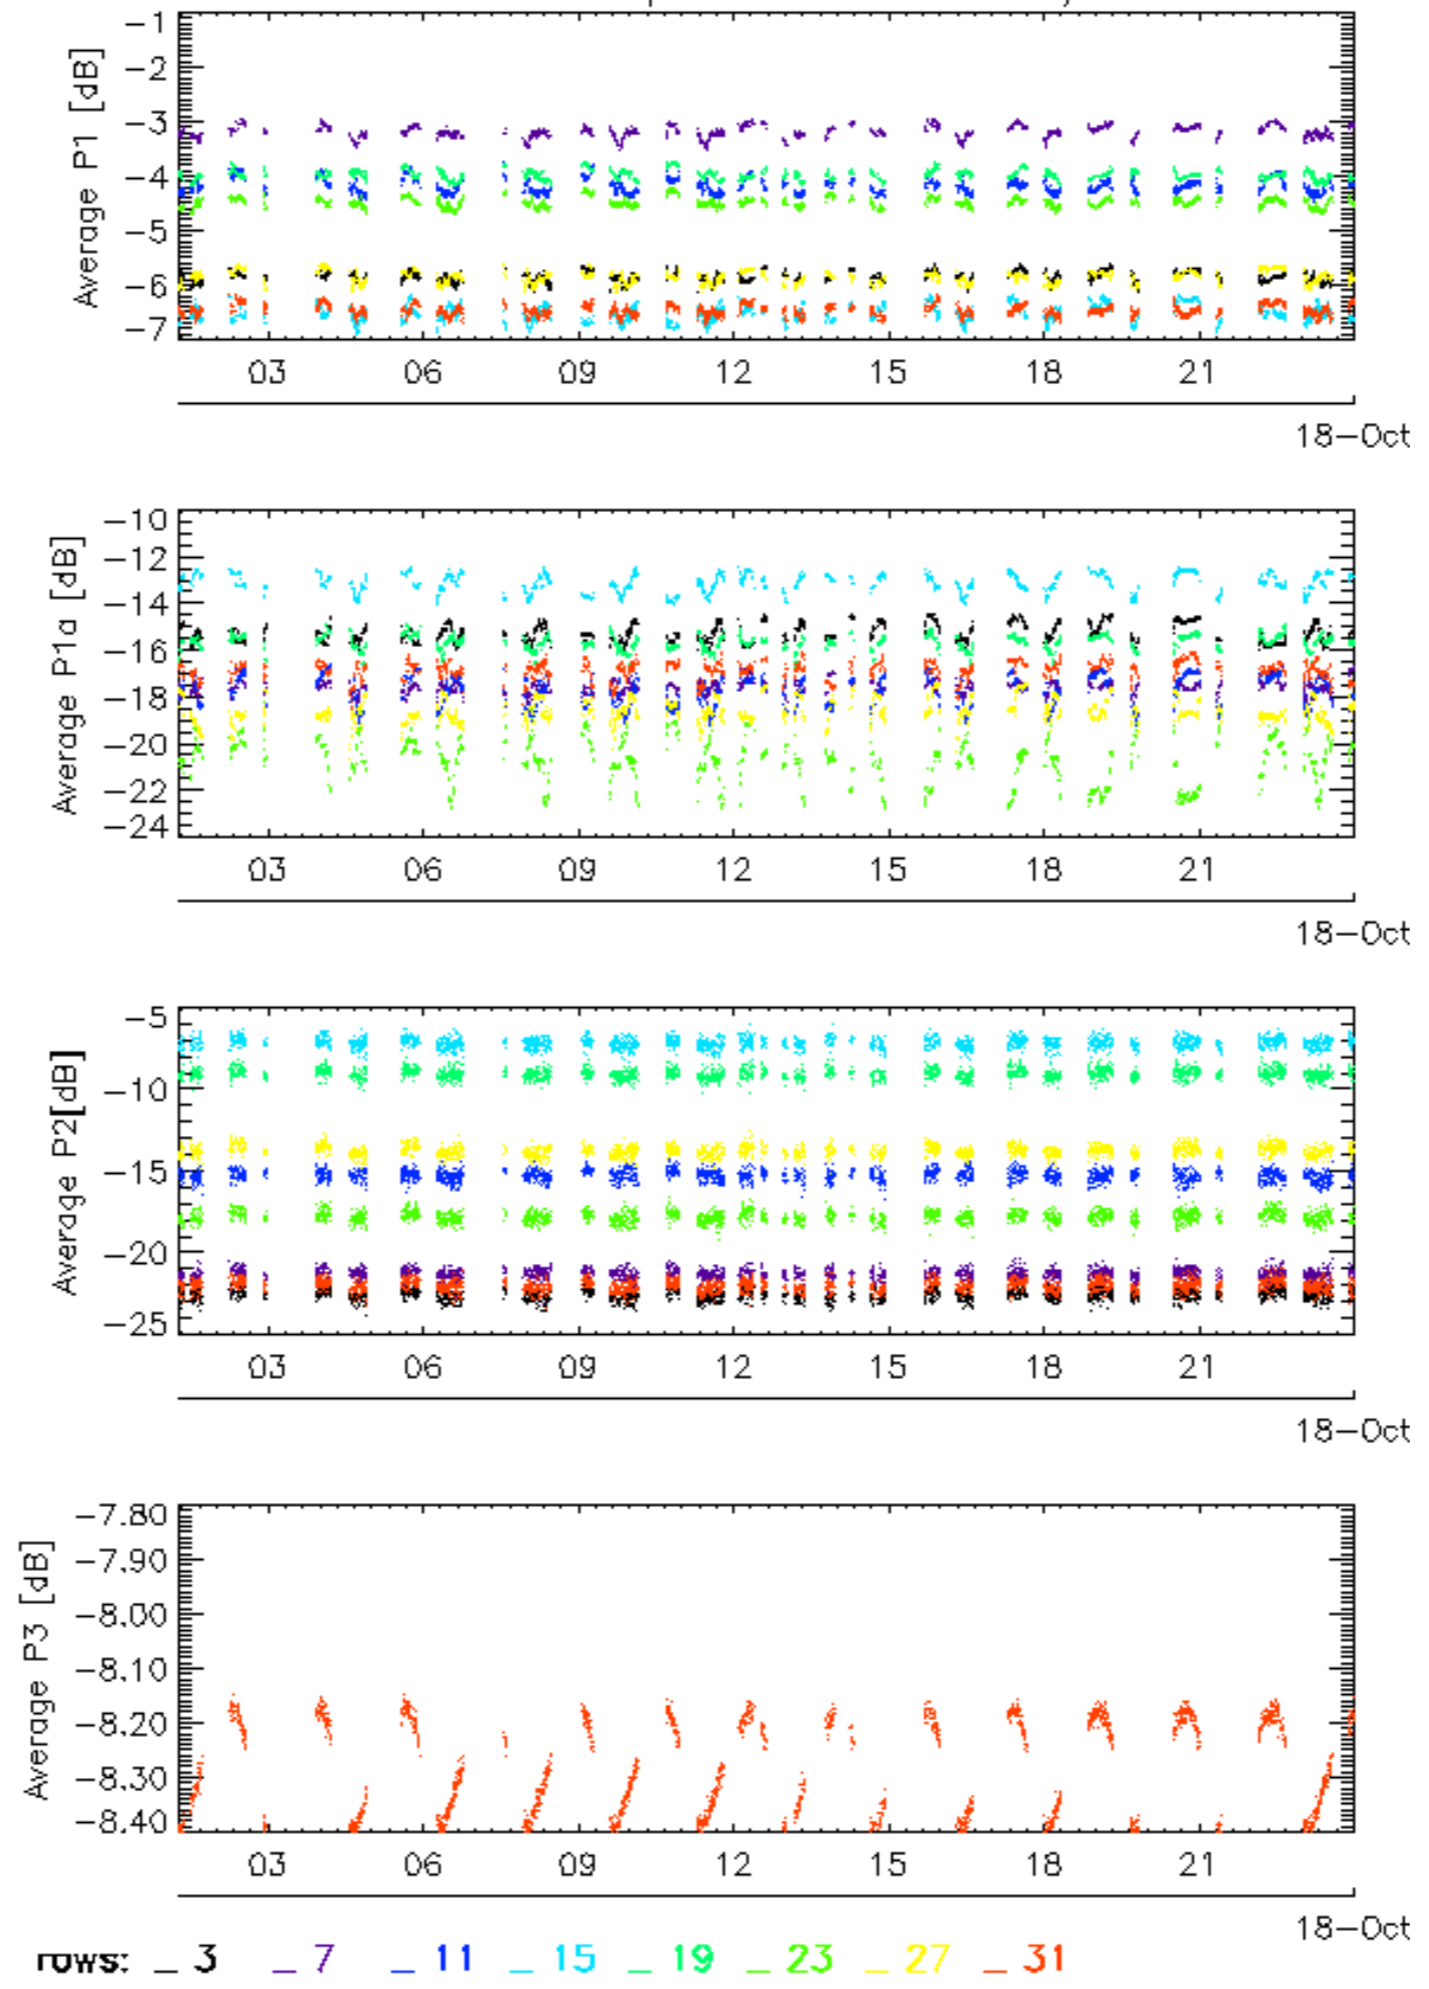 Average P1 [dB]
-1
-2
-3
-4
-5
-6
-7
03 06 09 12 15 18 21
18-Oct
Average P1a [dB]
-10
-12
-14
-16
-18
-20
-22
-24
03 06 09 12 15 18 21
18-Oct
Average P2[dB]
-5
-10
-15
-20
-25
03 06 09 12 15 18 21
18-Oct
Average P3 [dB]
-7.80
-7.90
-8.00
-8.10
-8.20
-8.30
-8.40
03 06 09 12 15 18 21
18-Oct
rows: _ 3 _ 7 _ 11 _ 15 _ 19 _ 23 _ 27 _ 31